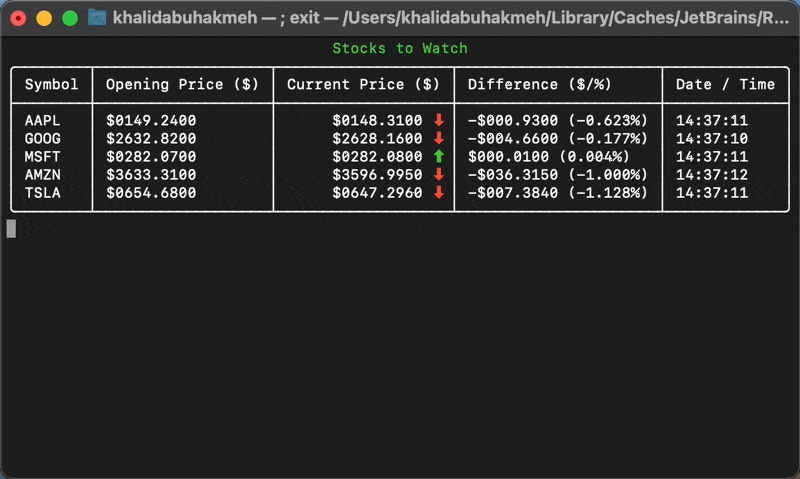 khalidabuhakmeh — ; exit — /Users/khalidabuhakmeh/Library/Caches/JetBrains/R...
Stocks to Watch
Symbol Opening Price ($) Current Price ($) Difference ($/%) Date / Time
AAPL $0149.2400 $0148.3100 ⬇ -$000.9300 (-0.623%) 14:37:11
GOOG $2632.8200 $2628.1600 ⬇ -$004.6600 (-0.177%) 14:37:10
MSFT $0282.0700 $0282.0800 ⬆ $000.0100 (0.004%) 14:37:11
AMZN $3633.3100 $3596.9950 ⬇ -$036.3150 (-1.000%) 14:37:12
TSLA $0654.6800 $0647.2960 ⬇ -$007.3840 (-1.128%) 14:37:11